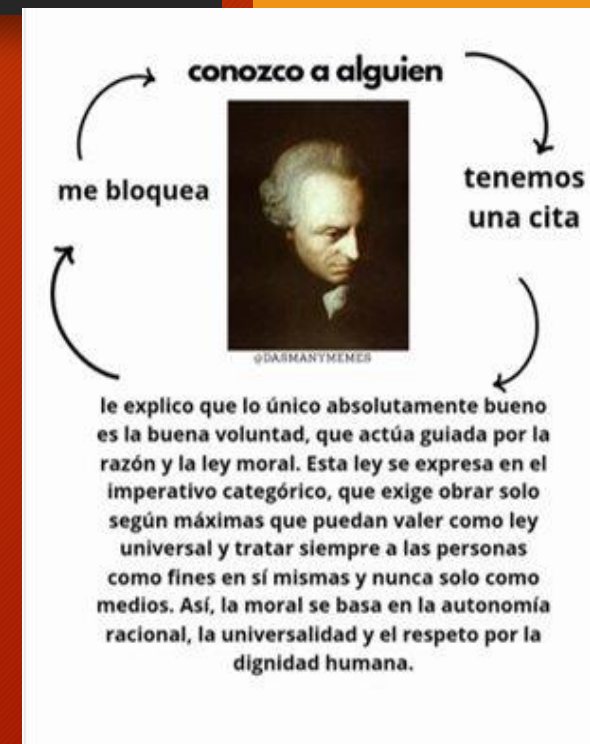 conozco a alguien
tenemos
una cita
me bloquea
@DASMANYMEMES
le explico que lo único absolutamente bueno
es la buena voluntad, que actúa guiada por la
razón y la ley moral. Esta ley se expresa en el
imperativo categórico, que exige obrar solo
según máximas que puedan valer como ley
universal y tratar siempre a las personas
como fines en sí mismas y nunca solo como
medios. Así, la moral se basa en la autonomía
racional, la universalidad y el respeto por la
dignidad humana.